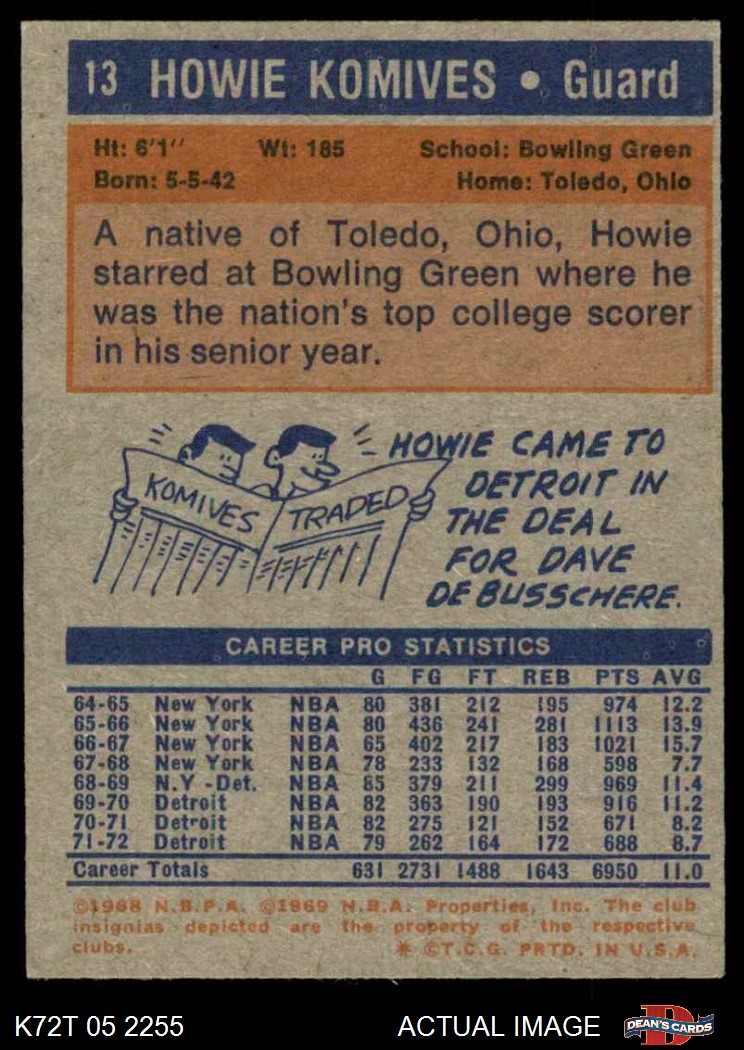 13 HOWIE KOMIVES • Guard
Ht: 6'1'' Wt: 185 School: Bowling Green
Born: 5-5-42 Home: Toledo, Ohio
A native of Toledo, Ohio, Howie
starred at Bowling Green where he
was the nation's top college scorer
in his senior year.
KOMIVES TRADED
HOWIE CAME TO
DETROIT IN
THE DEAL
FOR DAVE
DE BUSSCHERE.
CAREER PRO STATISTICS
G FG FT REB PTS AVG
64-65 New York NBA 80 381 212 195 974 12.2
65-66 New York NBA 80 436 241 281 1113 13.9
66-67 New York NBA 65 402 217 183 1021 15.7
67-68 New York NBA 78 233 132 168 598 7.7
68-69 N.Y -Det. NBA 85 379 211 299 969 11.4
69-70 Detroit NBA 82 363 190 193 916 11.2
70-71 Detroit NBA 82 275 121 152 671 8.2
71-72 Detroit NBA 79 262 164 172 688 8.7
Career Totals 631 2731 1488 1643 6950 11.0
©1968 N.B.P.A. ©1969 N.B.A. Properties, Inc. The club
insignias depicted are the property of the respective
clubs. * ©T.C.G. PRTD. IN U.S.A.
K72T 05 2255 ACTUAL IMAGE D DEAN'S CARDS